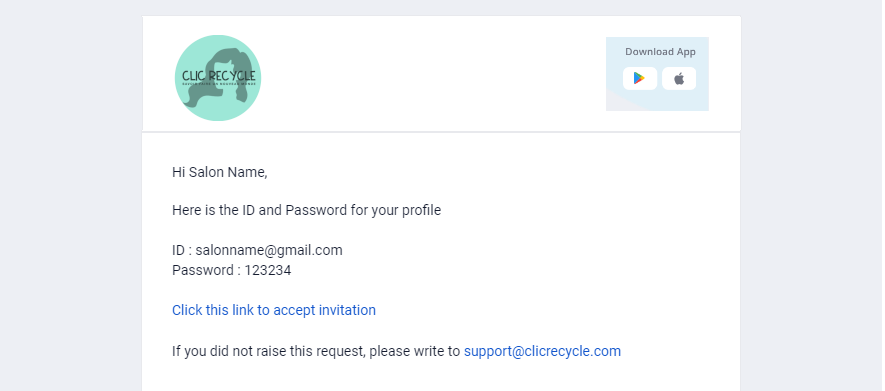 CLIC RECYCLE
Download App
Hi Salon Name,
Here is the ID and Password for your profile
ID : salonname@gmail.com
Password : 123234
Click this link to accept invitation
If you did not raise this request, please write to support@clicrecycle.com